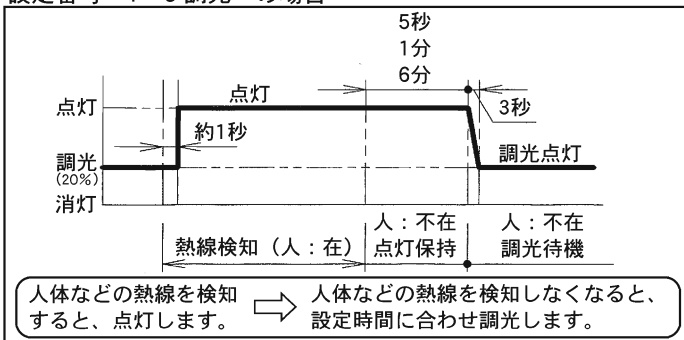 5秒
1分
6分
点灯
点灯
3秒
約1秒
調光
(20%)
調光点灯
消灯
熱線検知（人：在）
人：不在
点灯保持
人：不在
調光待機
人体などの熱線を検知
すると、点灯します。
人体などの熱線を検知しなくなると、
設定時間に合わせ調光します。